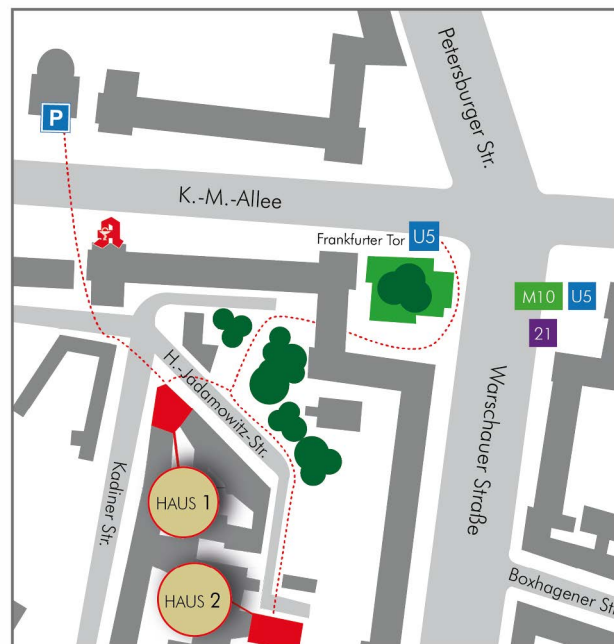 Petersburger Str.
P
K.-M.-Allee
Frankfurter Tor U5
M10 U5
21
H.-Jadamowitz-Str.
Warschauer Straße
Kadiner Str.
HAUS 1
Boxhagener Str.
HAUS 2